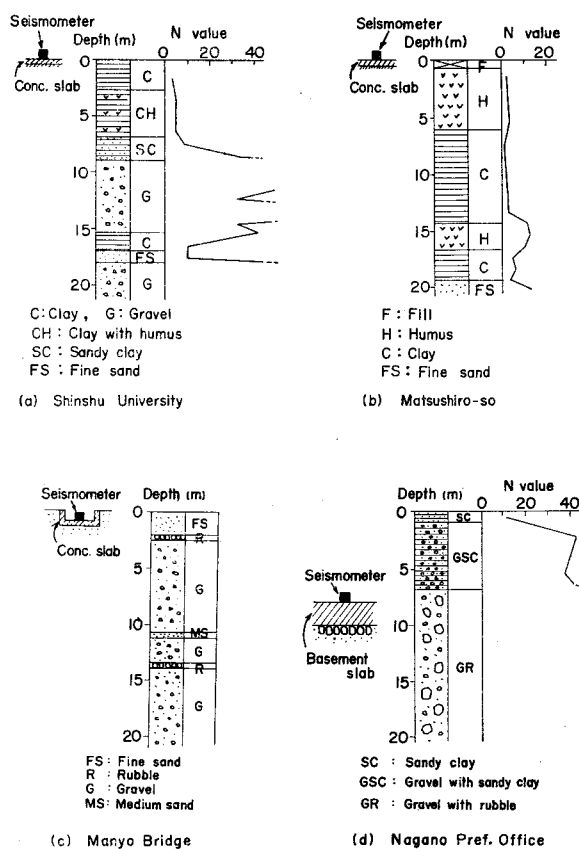 Seismometer
Depth (m)
N value
0
20
40
Conc. slab
0
5
10
15
20
C
CH
SC
G
C
FS
G
C: Clay, G: Gravel
CH: Clay with humus
SC: Sandy clay
FS: Fine sand
(a) Shinshu University
Seismometer
Depth (m)
N value
0
20
Conc. slab
0
5
10
15
20
F
H
C
H
C
FS
F: Fill
H: Humus
C: Clay
FS: Fine sand
(b) Matsushiro-so
Seismometer
Depth (m)
Conc. slab
0
5
10
15
20
FS
R
G
MS
G
R
G
FS: Fine sand
R: Rubble
G: Gravel
MS: Medium sand
(c) Manyo Bridge
N value
Depth (m)
0
20
40
Seismometer
Basement
slab
0
5
10
15
20
SC
GSC
GR
SC: Sandy clay
GSC: Gravel with sandy clay
GR: Gravel with rubble
(d) Nagano Pref. Office